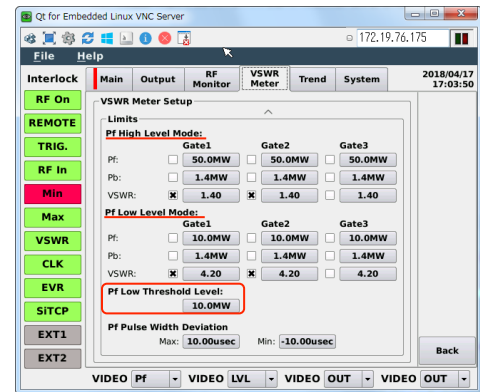 Qt for Embedded Linux VNC Server
172.19.76.175
File Help
Interlock Main Output RF Monitor VSWR Meter Trend System 2018/04/17 17:03:50
RF On
REMOTE
TRIG.
RF In
Min
Max
VSWR
CLK
EVR
SiTCP
EXT1
EXT2
VSWR Meter Setup
Limits
Pf High Level Mode:
Gate1 Gate2 Gate3
Pf: 50.0MW 50.0MW 50.0MW
Pb: 1.4MW 1.4MW 1.4MW
VSWR: 1.40 1.40 1.40
Pf Low Level Mode:
Gate1 Gate2 Gate3
Pf: 10.0MW 10.0MW 10.0MW
Pb: 1.4MW 1.4MW 1.4MW
VSWR: 4.20 4.20 4.20
Pf Low Threshold Level:
10.0MW
Pf Pulse Width Deviation
Max: 10.00usec Min: -10.00usec
Back
VIDEO Pf VIDEO LVL VIDEO OUT VIDEO OUT